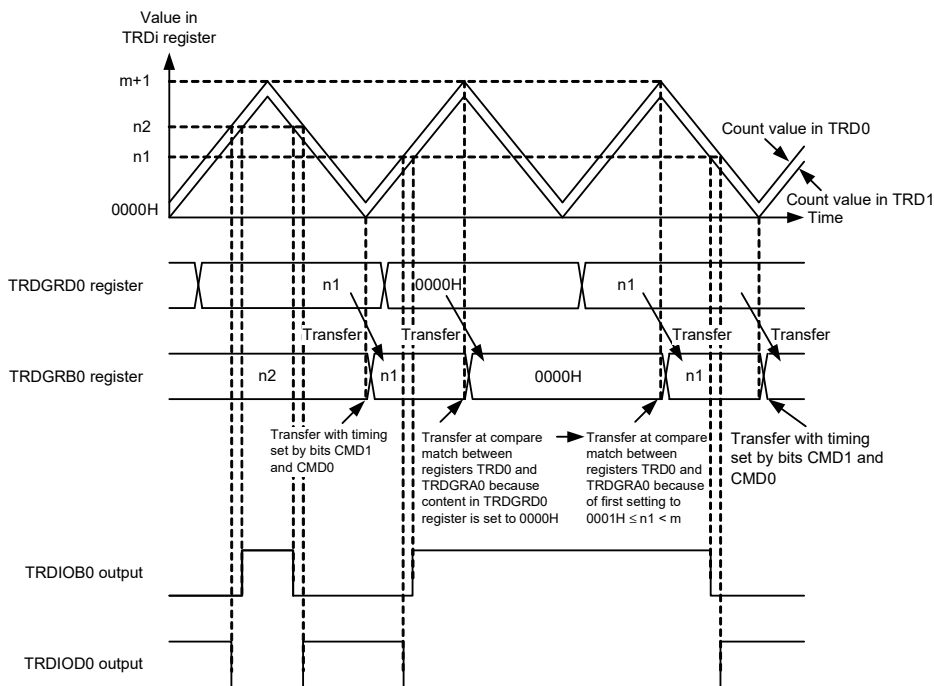 Value in
TRDi register
m+1
n2
n1
0000H
Count value in TRD0
Count value in TRD1
Time
TRDGRD0 register
n1
0000H
n1
Transfer
Transfer
Transfer
Transfer
TRDGRB0 register
n2
n1
0000H
n1
Transfer with timing
set by bits CMD1
and CMD0
Transfer at compare
match between
registers TRD0 and
TRDGRA0 because
content in TRDGRD0
register is set to 0000H
Transfer at compare
match between
registers TRD0 and
TRDGRA0 because
of first setting to
0001H ≤ n1 < m
Transfer with timing
set by bits CMD1 and
CMD0
TRDIOB0 output
TRDIOD0 output